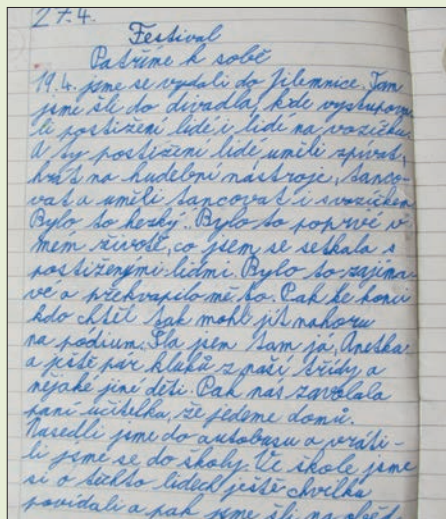 27.4.
Festival
Patříme k sobě
19.4. jsme se vydali do Jilemnice. Tam
jsme šli do divadla, kde vystupova-
li postižení lidé i lidé na vozíčku.
A ty postižení lidé uměli zpívat,
hrát na hudební nástroje, tanco-
vat a uměli tancovat i s vozíčkem.
Bylo to hezký. Bylo to poprvé v
mém životě, co jsem se setkala s
postiženými lidmi. Bylo to zajíma-
vé a překvapilo mě to. Pak ke konci
kdo chtěl tak mohl jít nahoru
na pódium. Šla jsem tam já, Anetka
a ještě pár kluků z naší třídy a
nějaké jiné děti. Pak nás zavolala
paní učitelka, že jedeme domů.
Nasedli jsme do autobusu a vráti-
li jsme se do školy. Ve škole jsme
si o těchto lidech ještě chvilku
povídali a pak jsme šli na oběd.